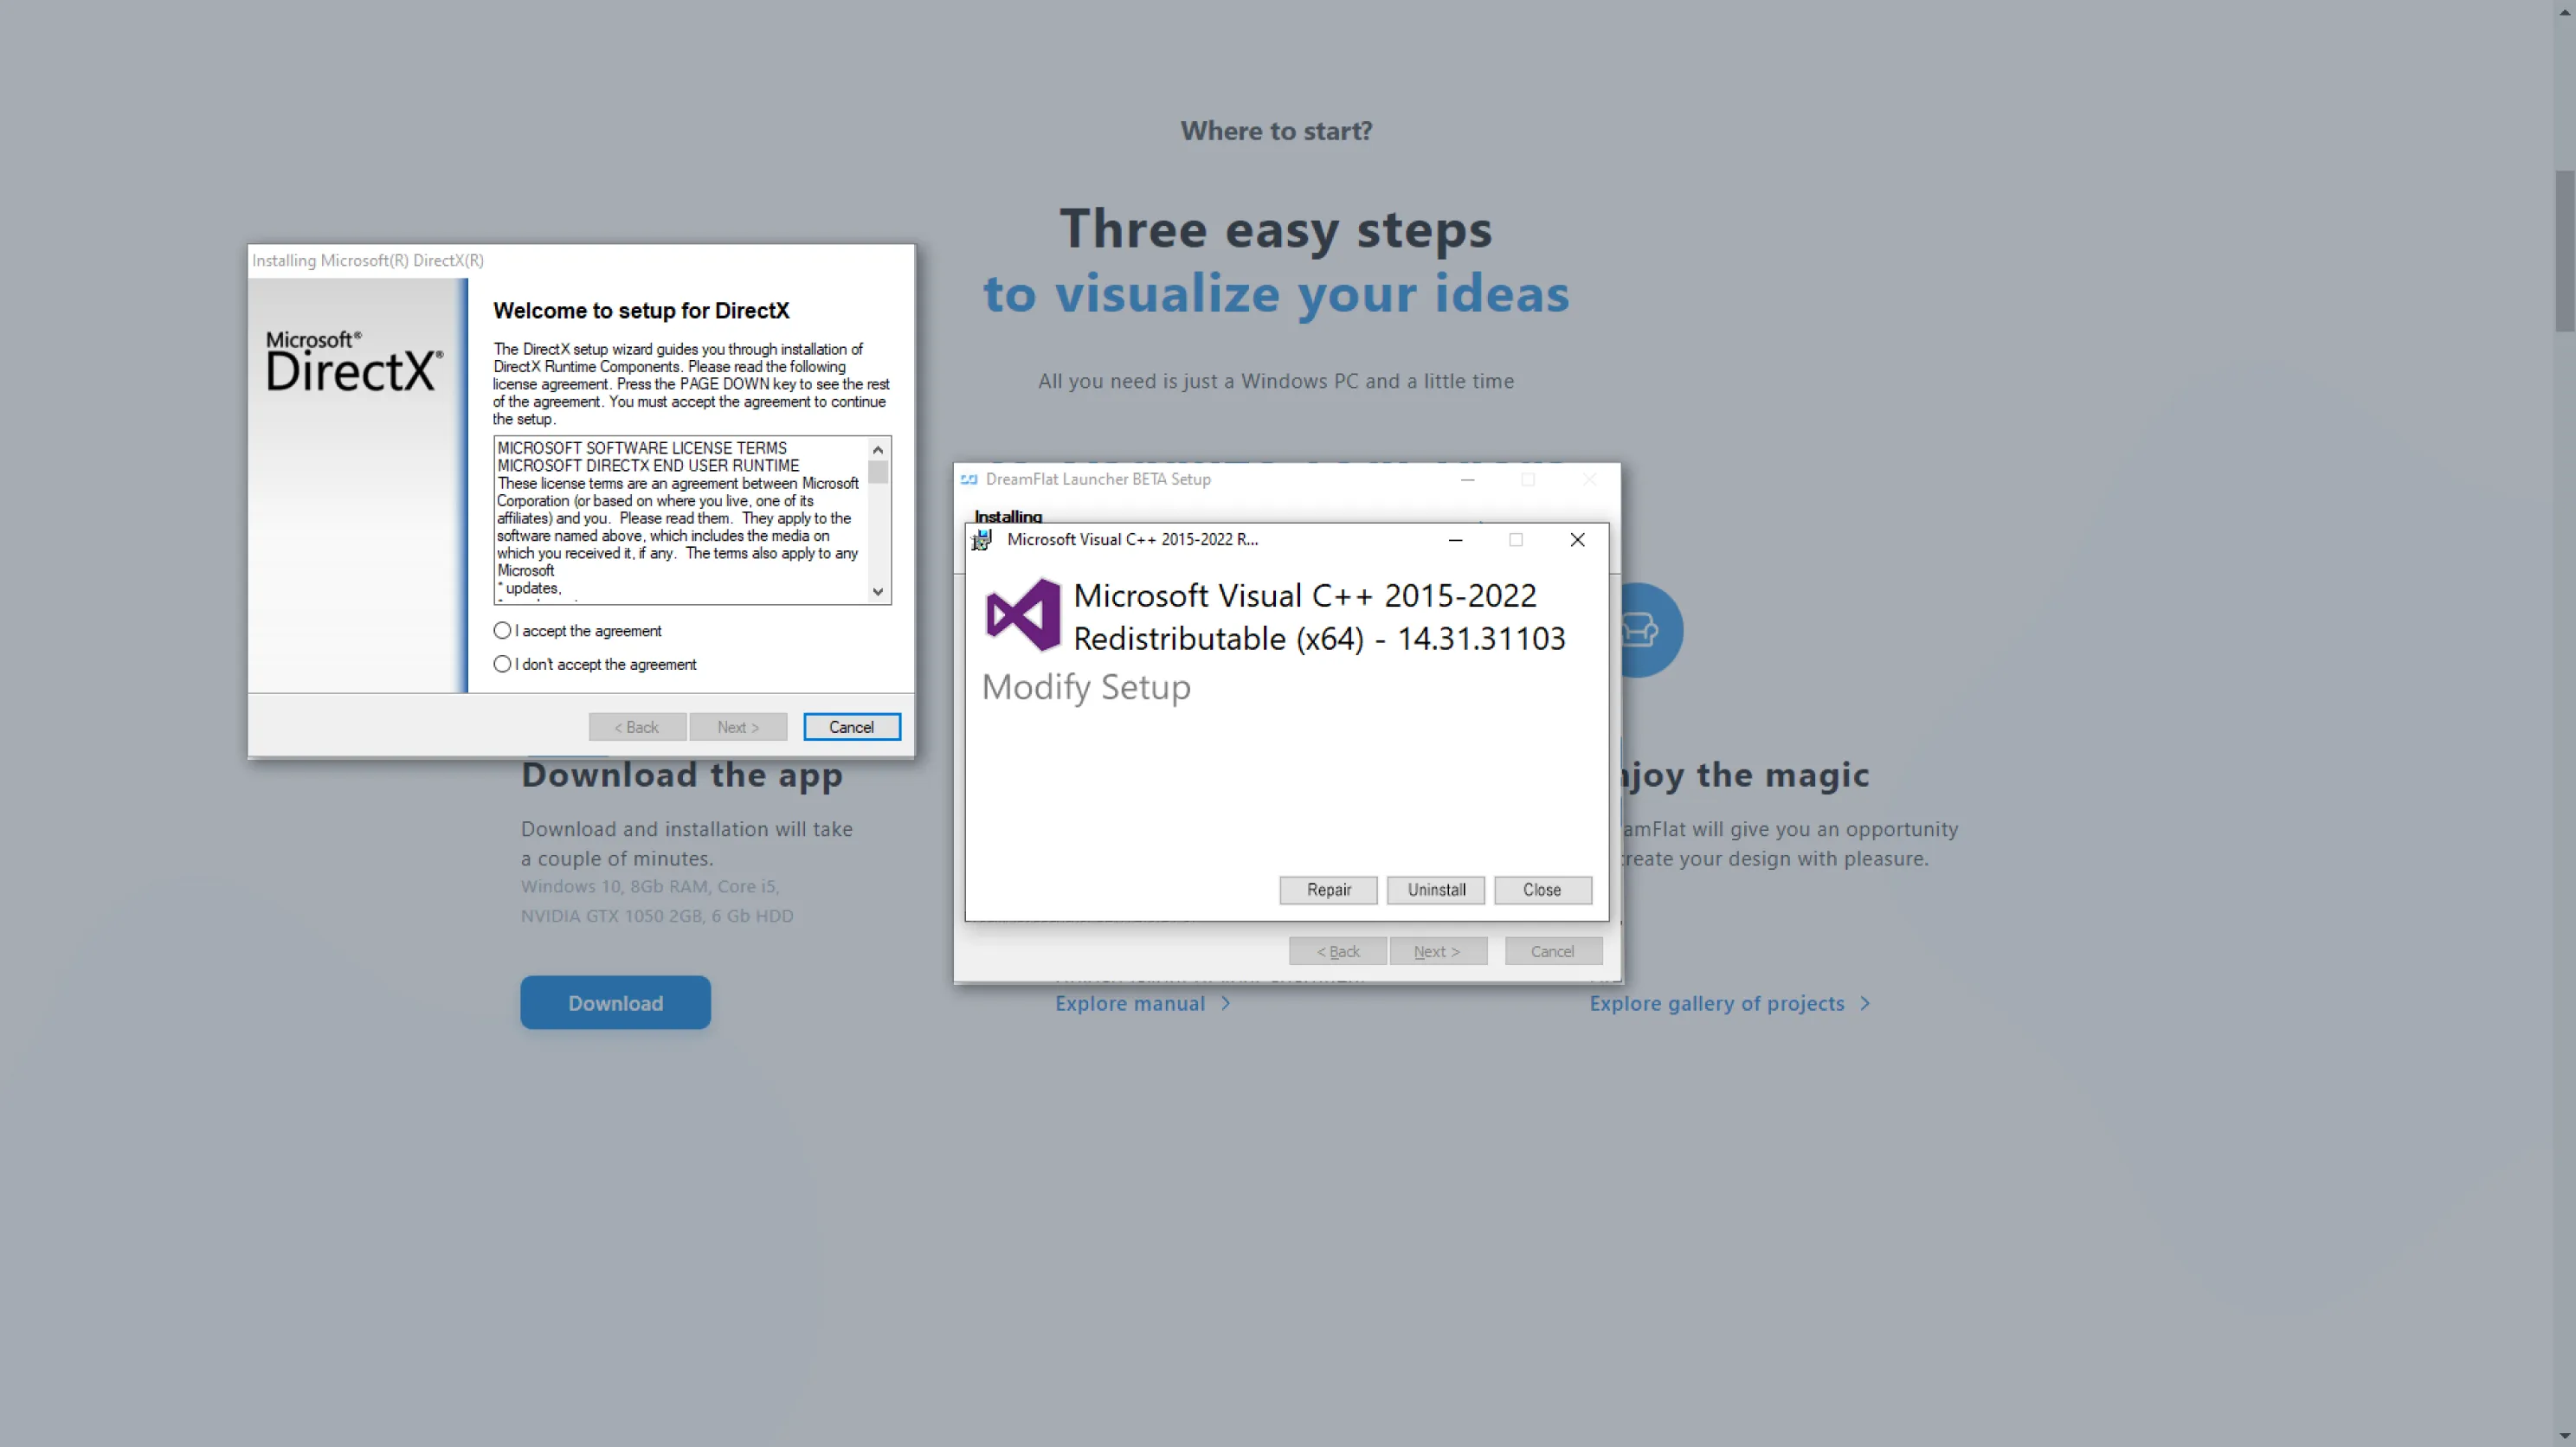 Where to start?
Three easy steps
to visualize your ideas
All you need is just a Windows PC and a little time
Installing Microsoft(R) DirectX(R)
Microsoft®
DirectX®
Welcome to setup for DirectX
The DirectX setup wizard guides you through installation of
DirectX Runtime Components. Please read the following
license agreement. Press the PAGE DOWN key to see the rest
of the agreement. You must accept the agreement to continue
the setup.
MICROSOFT SOFTWARE LICENSE TERMS
MICROSOFT DIRECTX END USER RUNTIME
These license terms are an agreement between Microsoft
Corporation (or based on where you live, one of its
affiliates) and you.  Please read them.  They apply to the
software named above, which includes the media on
which you received it, if any.  The terms also apply to any
Microsoft
* updates,
I accept the agreement
I don't accept the agreement
< Back
Next >
Cancel
DreamFlat Launcher BETA Setup
Installing
Microsoft Visual C++ 2015-2022 R...
Microsoft Visual C++ 2015-2022
Redistributable (x64) - 14.31.31103
Modify Setup
Repair
Uninstall
Close
< Back
Next >
Cancel
Download the app
Download and installation will take
a couple of minutes.
Windows 10, 8Gb RAM, Core i5,
NVIDIA GTX 1050 2GB, 6 Gb HDD
Download
Explore manual >
joy the magic
amFlat will give you an opportunity
create your design with pleasure.
Explore gallery of projects >